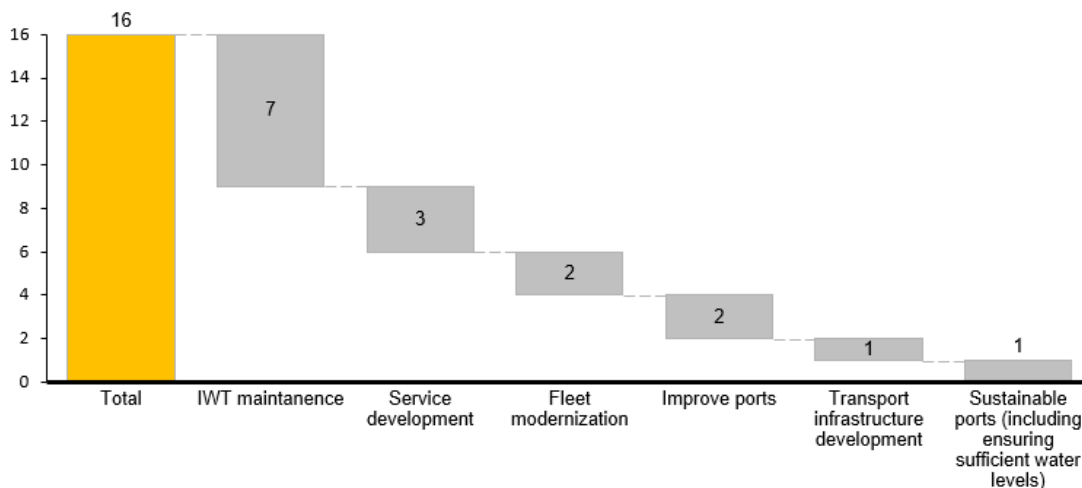 16
16
14
12
10
8
6
4
2
0
7
3
2
2
1
1
Total
IWT maintanence
Service
development
Fleet
modernization
Improve ports
Transport
infrastructure
development
Sustainable
ports (including
ensuring
sufficient water
levels)